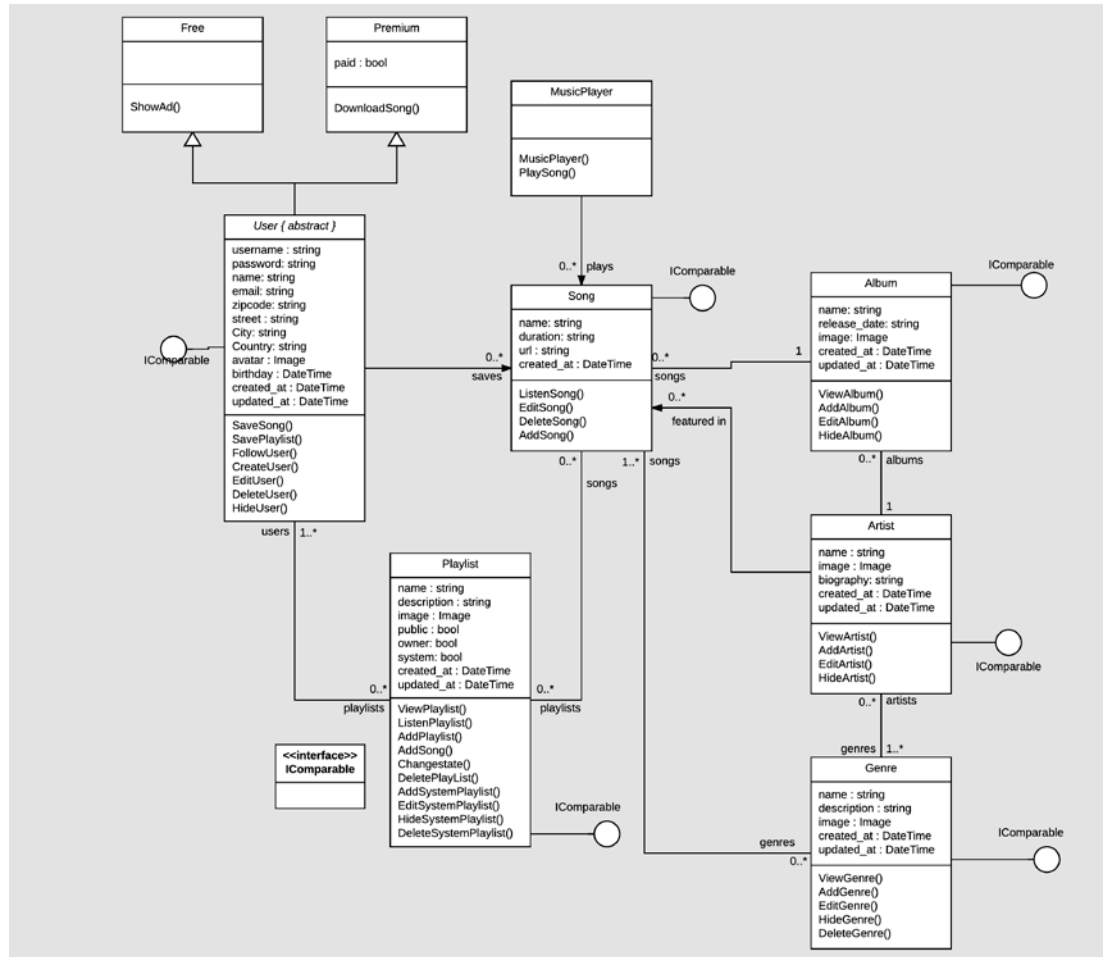 Free
ShowAd()
Premium
paid : bool
DownloadSong()
MusicPlayer
MusicPlayer()
PlaySong()
0..* plays
User { abstract }
username : string
password: string
name: string
email: string
zipcode: string
street : string
City: string
Country: string
avatar : Image
birthday : DateTime
created_at : DateTime
updated_at : DateTime
SaveSong()
SavePlaylist()
FollowUser()
CreateUser()
EditUser()
DeleteUser()
HideUser()
IComparable
0..*
saves
users 1..*
Song
name: string
duration: string
url : string
created_at : DateTime
ListenSong()
EditSong()
DeleteSong()
AddSong()
IComparable
0..*
songs
1
0..*
featured in
0..*
songs
1..* songs
Album
name: string
release_date: string
image: Image
created_at : DateTime
updated_at : DateTime
ViewAlbum()
AddAlbum()
EditAlbum()
HideAlbum()
IComparable
0..* albums
1
Artist
name : string
image : Image
biography: string
created_at : DateTime
updated_at : DateTime
ViewArtist()
AddArtist()
EditArtist()
HideArtist()
IComparable
0..* artists
genres 1..*
Playlist
name : string
description : string
image : Image
public : bool
owner: bool
system: bool
created_at : DateTime
updated_at : DateTime
ViewPlaylist()
ListenPlaylist()
AddPlaylist()
AddSong()
Changestate()
DeletePlayList()
AddSystemPlaylist()
EditSystemPlaylist()
HideSystemPlaylist()
DeleteSystemPlaylist()
0..*
playlists
0..*
playlists
IComparable
<<interface>>
IComparable
genres
0..*
Genre
name : string
description : string
image : Image
created_at : DateTime
updated_at : DateTime
ViewGenre()
AddGenre()
EditGenre()
HideGenre()
DeleteGenre()
IComparable